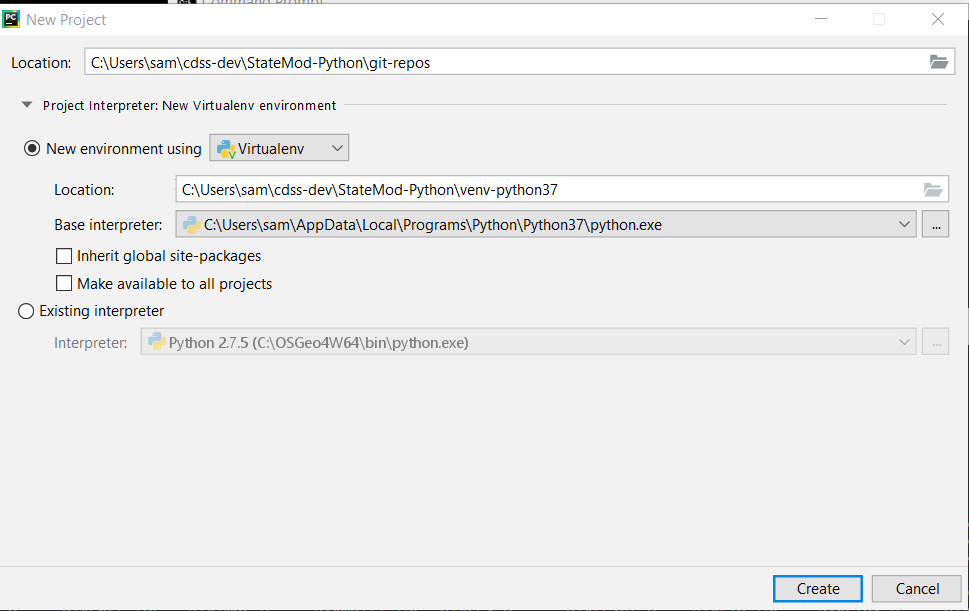 Command Prompt
New Project
Location: C:\Users\sam\cdss-dev\StateMod-Python\git-repos
Project Interpreter: New Virtualenv environment
New environment using Virtualenv
Location: C:\Users\sam\cdss-dev\StateMod-Python\venv-python37
Base interpreter: C:\Users\sam\AppData\Local\Programs\Python\Python37\python.exe ...
Inherit global site-packages
Make available to all projects
Existing interpreter
Interpreter: Python 2.7.5 (C:\OSGeo4W64\bin\python.exe) ...
Create Cancel